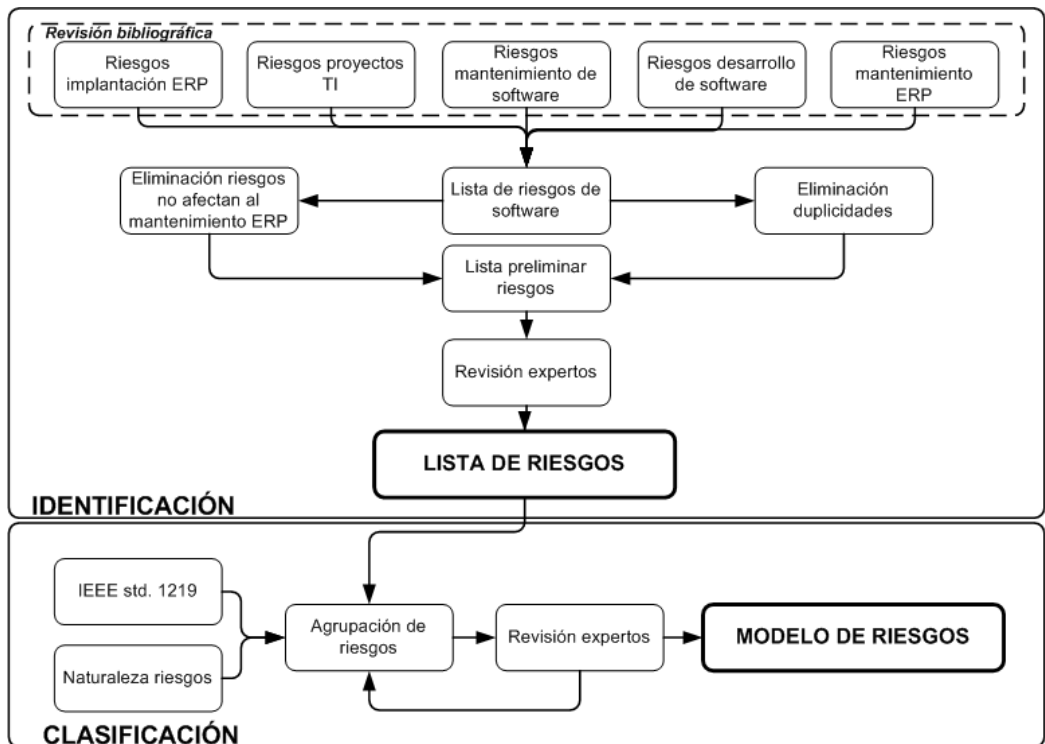 Revisión bibliográfica
Riesgos
implantación ERP
Riesgos proyectos
TI
Riesgos
mantenimiento de
software
Riesgos desarrollo
de software
Riesgos
mantenimiento
ERP
Eliminación riesgos
no afectan al
mantenimiento ERP
Lista de riesgos de
software
Eliminación
duplicidades
Lista preliminar
riesgos
Revisión expertos
LISTA DE RIESGOS
IDENTIFICACIÓN
IEEE std. 1219
Naturaleza riesgos
Agrupación de
riesgos
Revisión expertos
MODELO DE RIESGOS
CLASIFICACIÓN